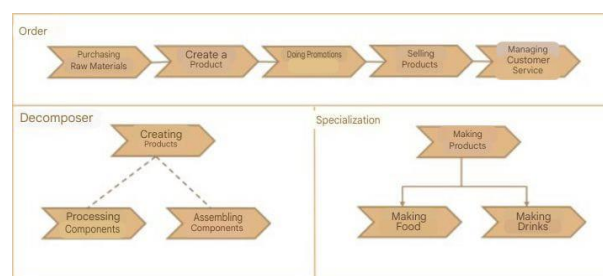 Order
Purchasing
Raw Materials
Create a
Product
Doing Promotions
Selling
Products
Managing
Customer
Service
Decomposer
Creating
Products
Processing
Components
Assembling
Components
Specialization
Making
Products
Making
Food
Making
Drinks